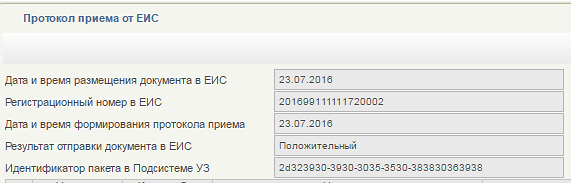 Протокол приема от ЕИС
Дата и время размещения документа в ЕИС 23.07.2016
Регистрационный номер в ЕИС 201699111111720002
Дата и время формирования протокола приема 23.07.2016
Результат отправки документа в ЕИС Положительный
Идентификатор пакета в Подсистеме УЗ 2d323930-3930-3035-3530-383830363938